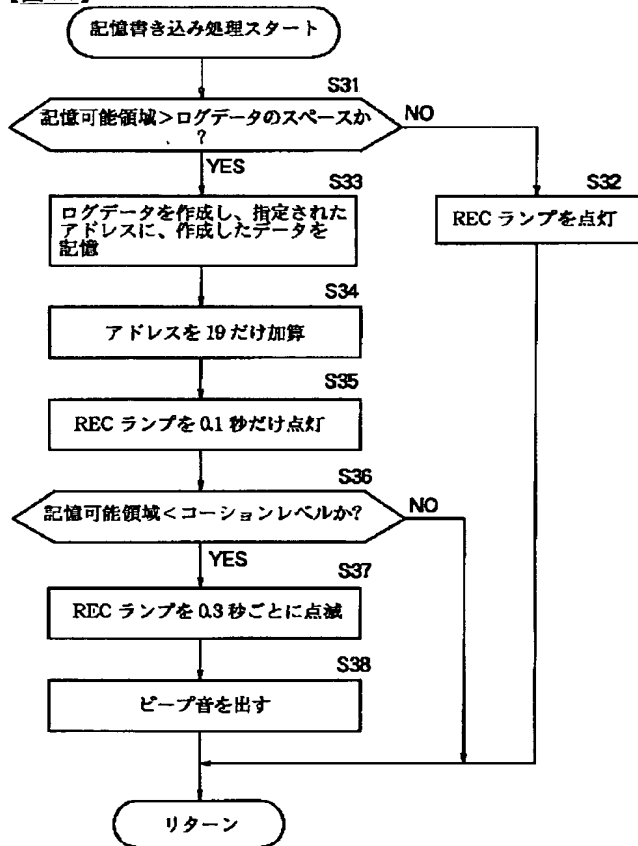 記憶書き込み処理スタート
S31
記憶可能領域>ログデータのスペースか
?
NO
YES
S33
S32
ログデータを作成し、指定された
アドレスに、作成したデータを
記憶
REC ランプを点灯
S34
アドレスを 19 だけ加算
S35
REC ランプを 0.1 秒だけ点灯
S36
記憶可能領域<コーションレベルか?
NO
YES
S37
REC ランプを 0.3 秒ごとに点滅
S38
ビープ音を出す
リターン